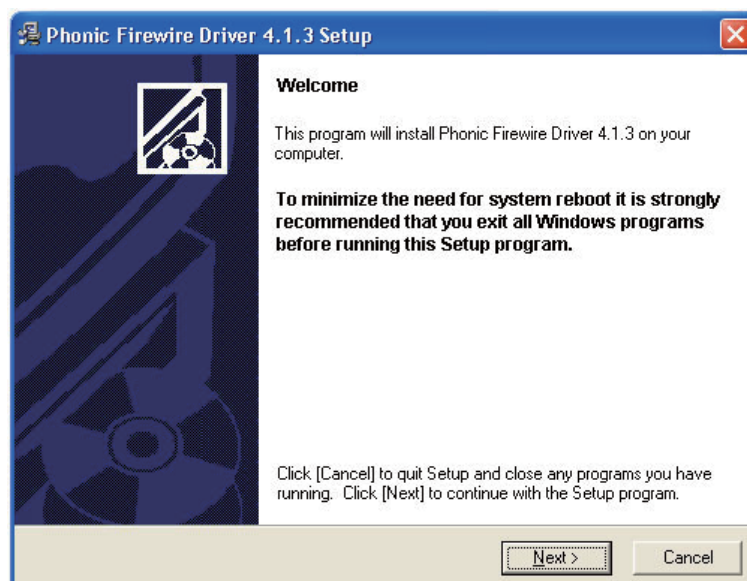 Phonic Firewire Driver 4.1.3 Setup
Welcome
This program will install Phonic Firewire Driver 4.1.3 on your
computer.
To minimize the need for system reboot it is strongly
recommended that you exit all Windows programs
before running this Setup program.
Click [Cancel] to quit Setup and close any programs you have
running.  Click [Next] to continue with the Setup program.
Next >
Cancel